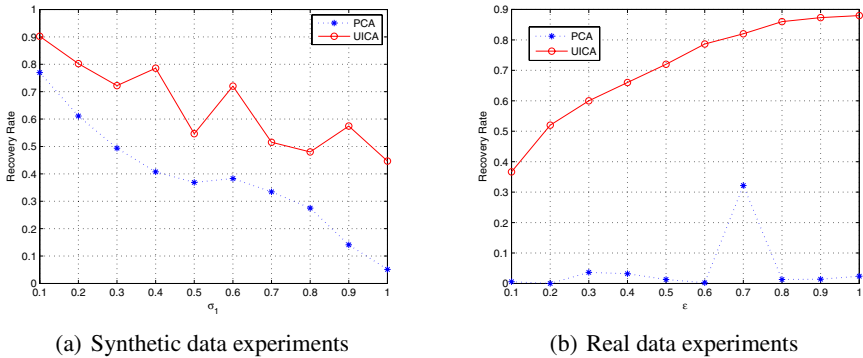 1
0.9
0.8
0.7
0.6
0.5
0.4
0.3
0.2
0.1
0
Recovery Rate
PCA
UICA
0.1 0.2 0.3 0.4 0.5 0.6 0.7 0.8 0.9 1
σ1
(a) Synthetic data experiments
0.9
0.8
0.7
0.6
0.5
0.4
0.3
0.2
0.1
0
Recovery Rate
PCA
UICA
0.1 0.2 0.3 0.4 0.5 0.6 0.7 0.8 0.9 1
ε
(b) Real data experiments